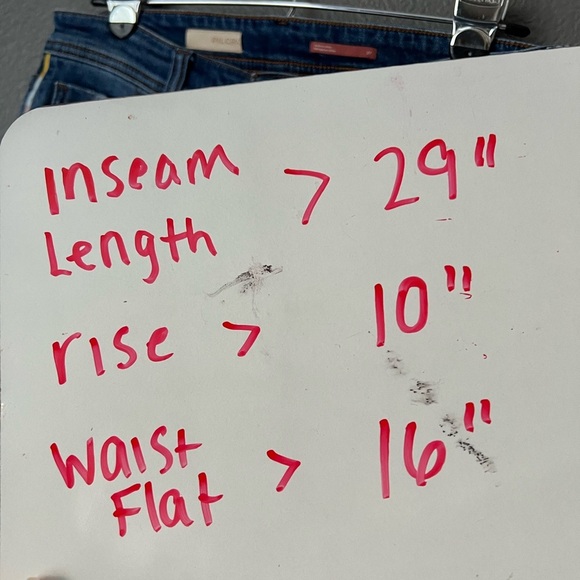 Inseam > 29"
Length
rise > 10"
Waist > 16"
Flat